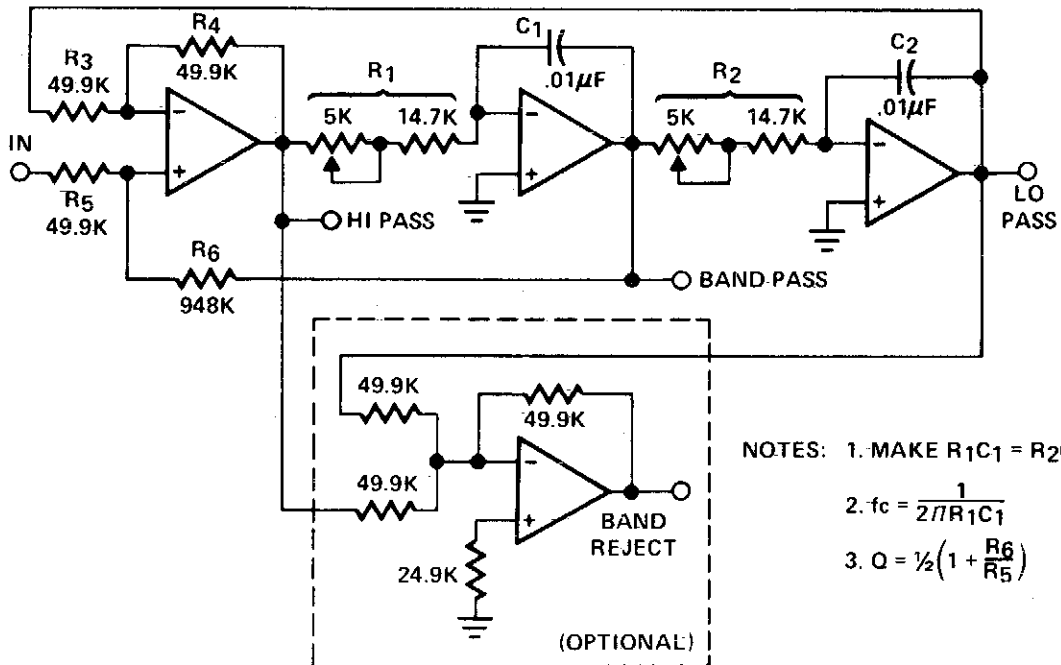 R4
49.9K
R3
49.9K
IN
R5
49.9K
R6
948K
R1
5K
14.7K
C1
.01µF
R2
5K
14.7K
C2
.01µF
-
+
-
+
-
+
HI PASS
BAND PASS
LO
PASS
49.9K
49.9K
49.9K
-
+
24.9K
BAND
REJECT
(OPTIONAL)
NOTES: 1. MAKE R1C1 = R2
2. fc = 1/2πR1C1
3. Q = ½(1 + R6/R5)